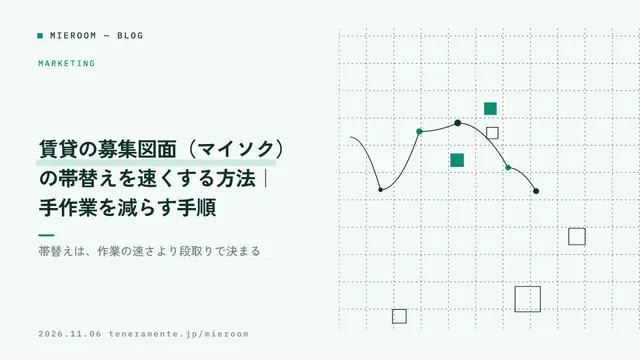 MIEROOM — BLOG
MARKETING
賃貸の募集図面（マイソク）
の帯替えを速くする方法｜
手作業を減らす手順
帯替えは、作業の速さより段取りで決まる
2026.11.06 teneramente.jp/mieroom